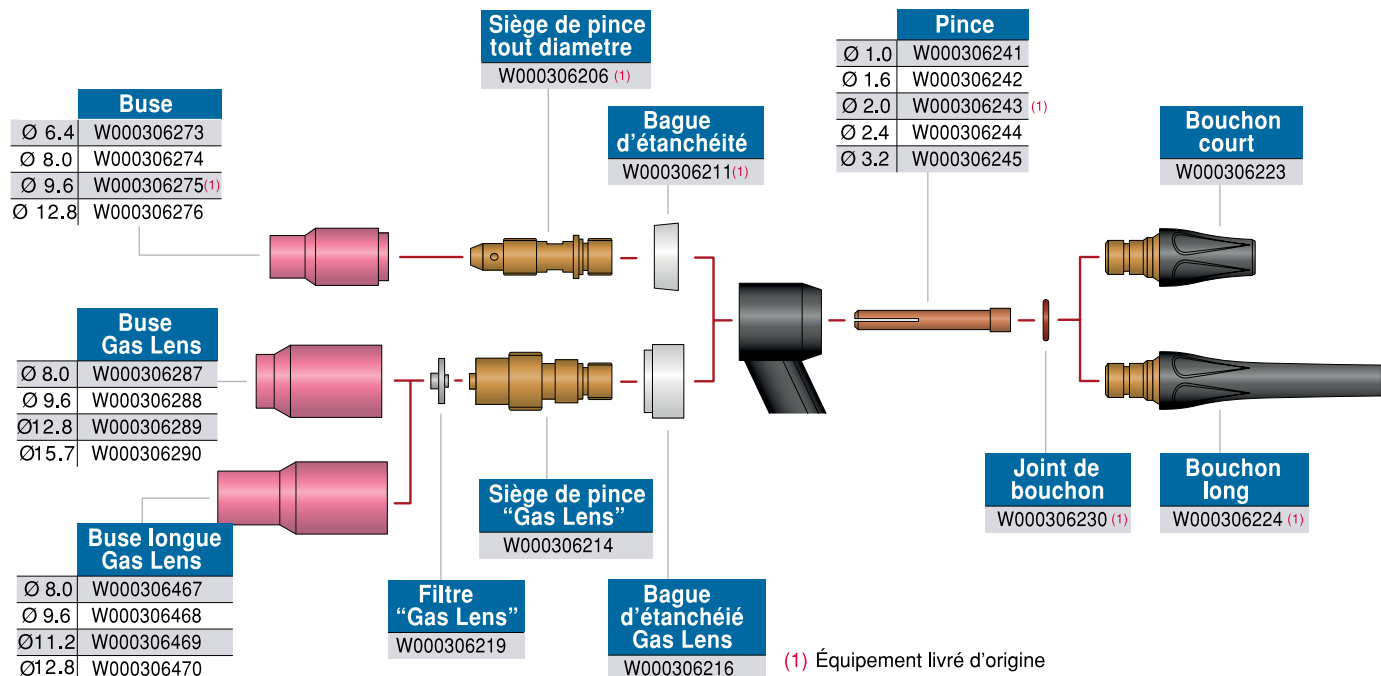 Siège de pince
tout diametre
W000306206 (1)
Pince
Ø 1.0 W000306241
Ø 1.6 W000306242
Ø 2.0 W000306243 (1)
Ø 2.4 W000306244
Ø 3.2 W000306245
Buse
Ø 6.4 W000306273
Ø 8.0 W000306274
Ø 9.6 W000306275(1)
Ø 12.8 W000306276
Bague
d'étanchéité
W000306211(1)
Bouchon
court
W000306223
Buse
Gas Lens
Ø 8.0 W000306287
Ø 9.6 W000306288
Ø12.8 W000306289
Ø15.7 W000306290
Siège de pince
“Gas Lens”
W000306214
Joint de
bouchon
W000306230 (1)
Bouchon
long
W000306224 (1)
Buse longue
Gas Lens
Ø 8.0 W000306467
Ø 9.6 W000306468
Ø11.2 W000306469
Ø12.8 W000306470
Filtre
“Gas Lens”
W000306219
Bague
d'étanchéié
Gas Lens
W000306216
(1) Équipement livré d'origine